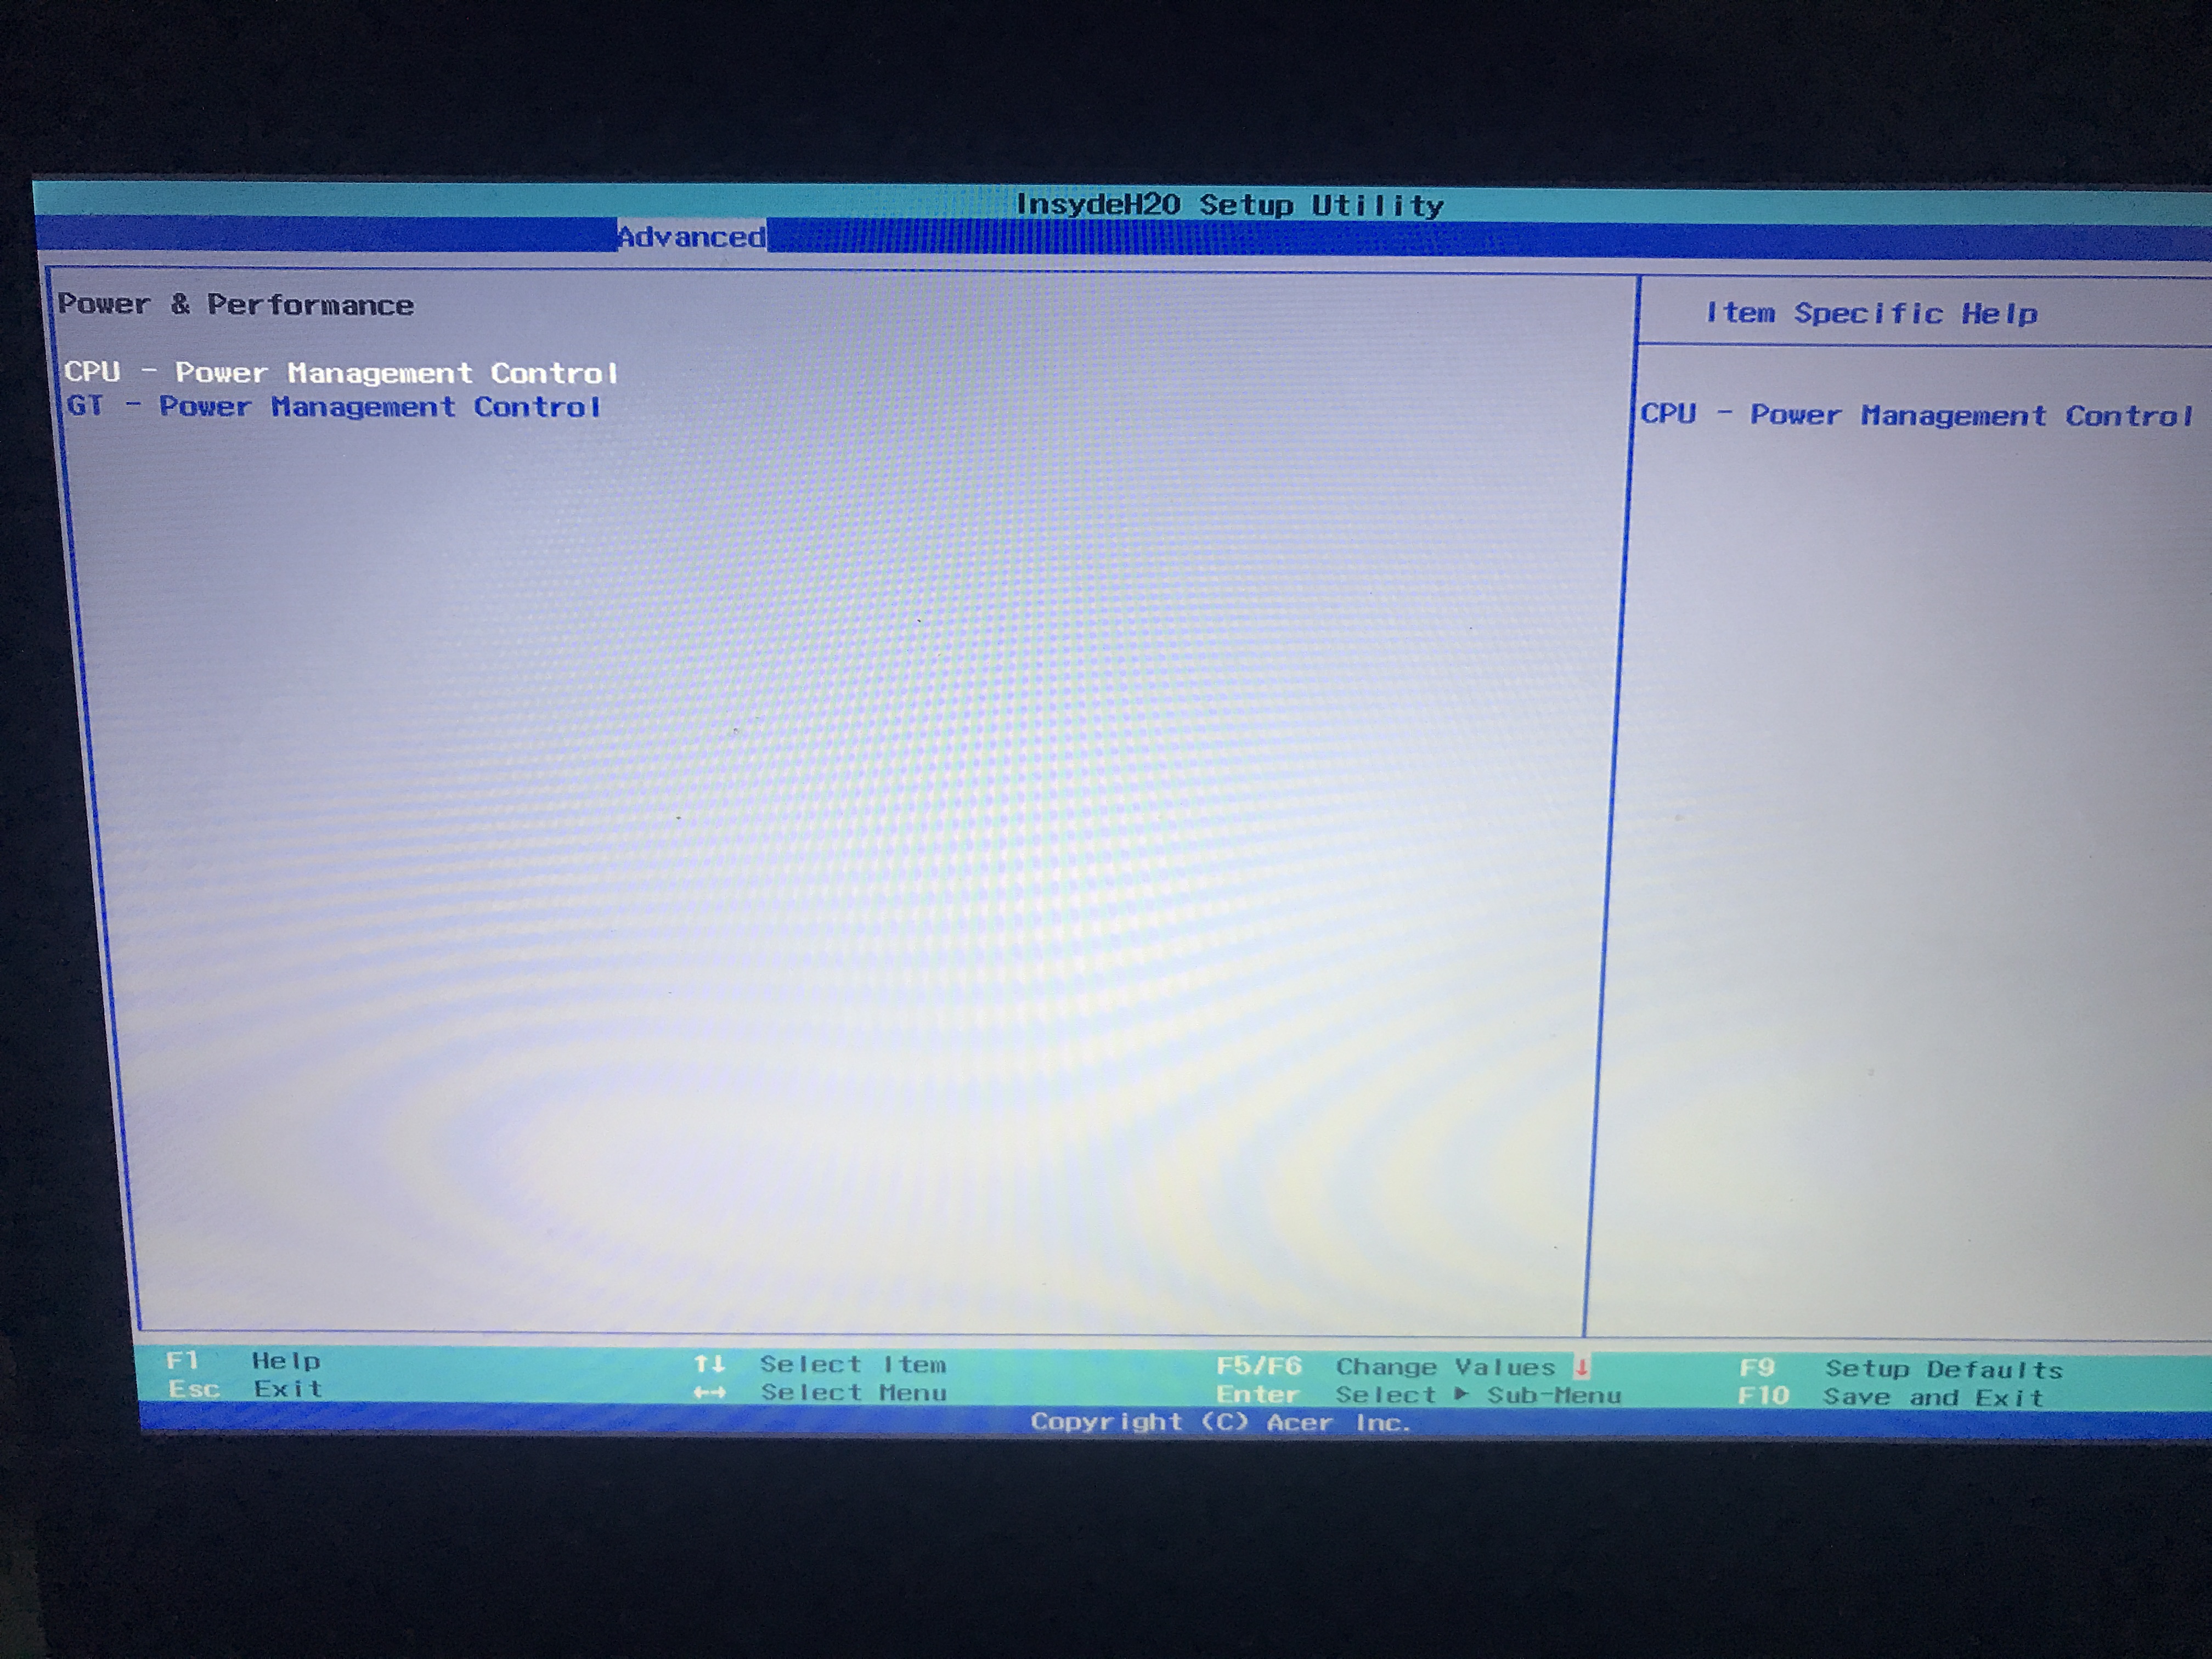 InsydeH20 Setup Utility
Advanced
Power & Performance
CPU - Power Management Control
GT - Power Management Control
Item Specific Help
CPU - Power Management Control
F1 Help ↑↓ Select Item F5/F6 Change Values ↓ F9 Setup Defaults
Esc Exit ←→ Select Menu Enter Select ▶ Sub-Menu F10 Save and Exit
Copyright (C) Acer Inc.